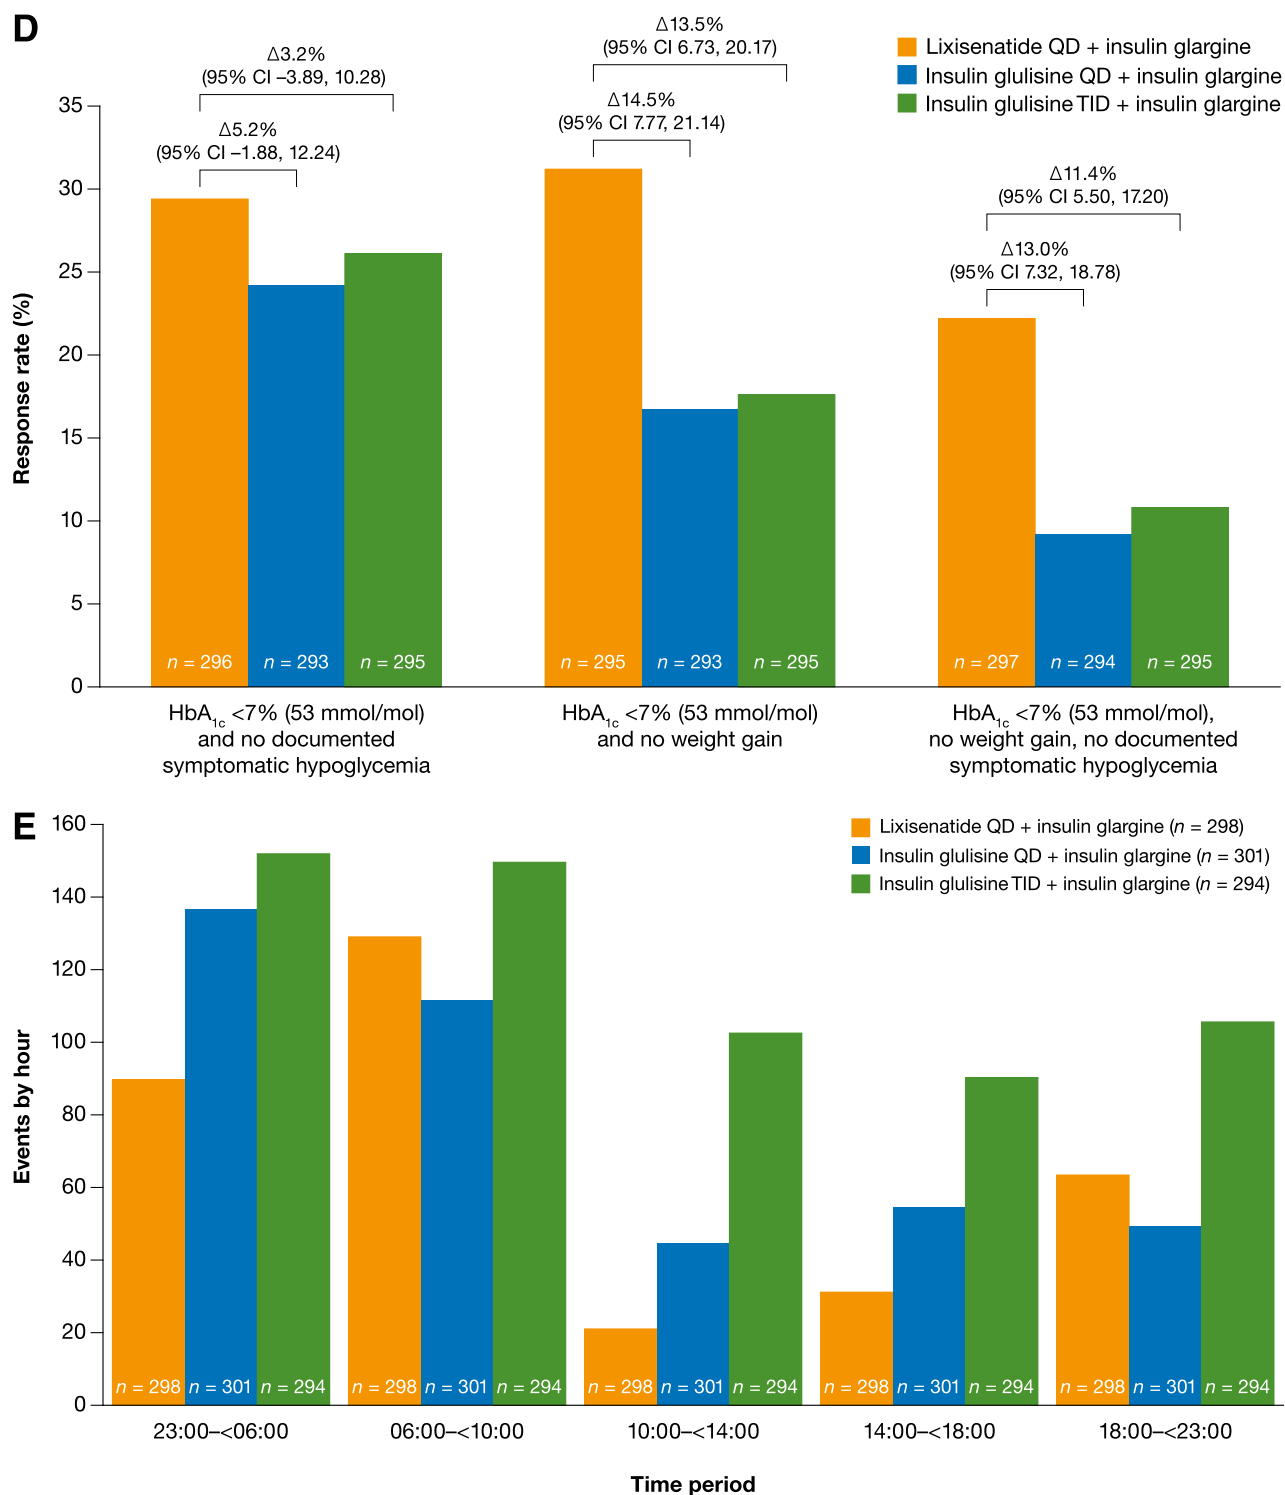 D
Δ3.2%
(95% CI –3.89, 10.28)
Δ5.2%
(95% CI –1.88, 12.24)
Δ13.5%
(95% CI 6.73, 20.17)
Δ14.5%
(95% CI 7.77, 21.14)
Δ11.4%
(95% CI 5.50, 17.20)
Δ13.0%
(95% CI 7.32, 18.78)
Lixisenatide QD + insulin glargine
Insulin glulisine QD + insulin glargine
Insulin glulisine TID + insulin glargine
Response rate (%)
35
30
25
20
15
10
5
0
n = 296 n = 293 n = 295
n = 295 n = 293 n = 295
n = 297 n = 294 n = 295
HbA1c <7% (53 mmol/mol)
and no documented
symptomatic hypoglycemia
HbA1c <7% (53 mmol/mol)
and no weight gain
HbA1c <7% (53 mmol/mol),
no weight gain, no documented
symptomatic hypoglycemia
E
Lixisenatide QD + insulin glargine (n = 298)
Insulin glulisine QD + insulin glargine (n = 301)
Insulin glulisine TID + insulin glargine (n = 294)
Events by hour
160
140
120
100
80
60
40
20
0
n = 298 n = 301 n = 294
n = 298 n = 301 n = 294
n = 298 n = 301 n = 294
n = 298 n = 301 n = 294
n = 298 n = 301 n = 294
23:00–<06:00
06:00–<10:00
10:00–<14:00
14:00–<18:00
18:00–<23:00
Time period